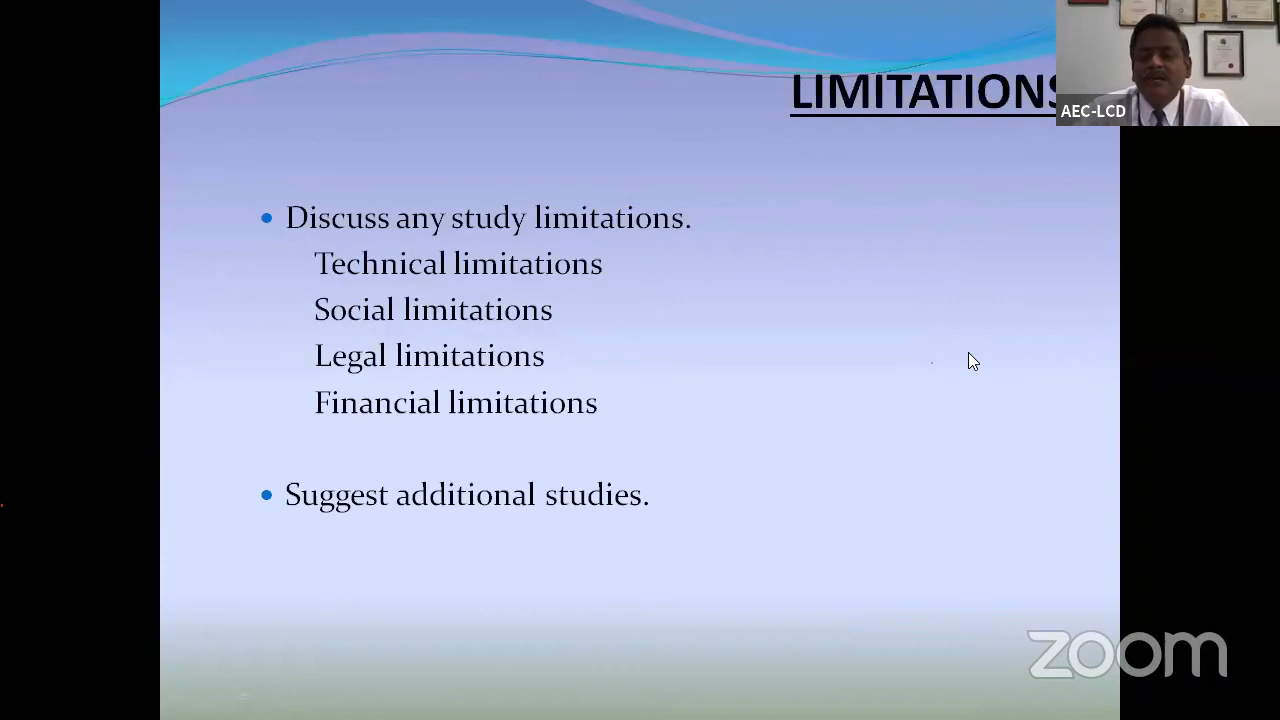 LIMITATIONS
AEC-LCD
Discuss any study limitations.
Technical limitations
Social limitations
Legal limitations
Financial limitations
Suggest additional studies.
zoom